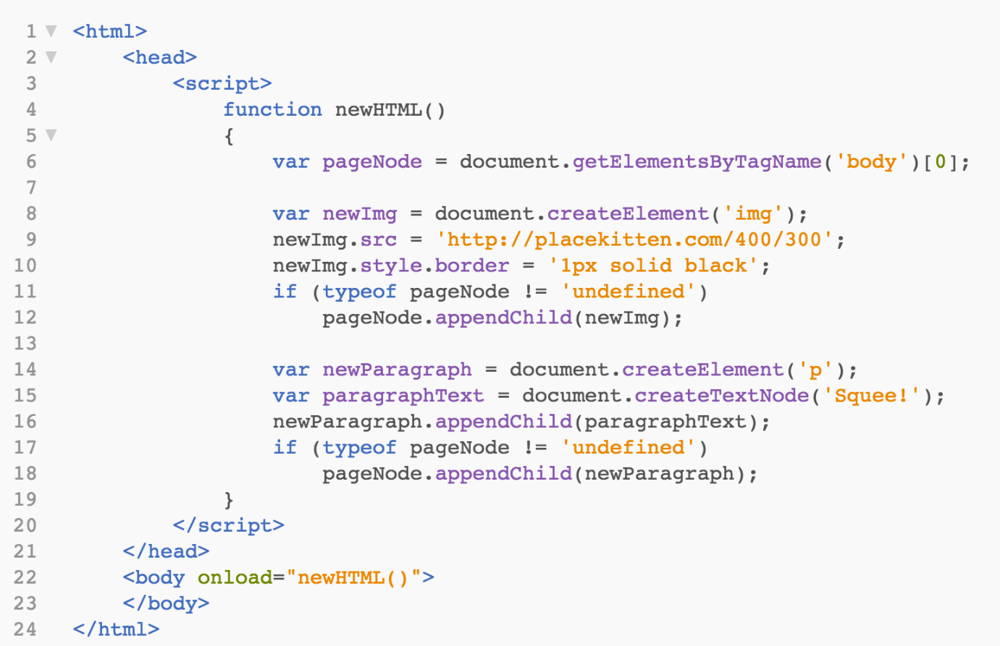 1 <html>
2 <head>
3 <script>
4 function newHTML()
5 {
6 var pageNode = document.getElementsByTagName('body')[0];
7
8 var newImg = document.createElement('img');
9 newImg.src = 'http://placekitten.com/400/300';
10 newImg.style.border = '1px solid black';
11 if (typeof pageNode != 'undefined')
12 pageNode.appendChild(newImg);
13
14 var newParagraph = document.createElement('p');
15 var paragraphText = document.createTextNode('Squee!');
16 newParagraph.appendChild(paragraphText);
17 if (typeof pageNode != 'undefined')
18 pageNode.appendChild(newParagraph);
19 }
20 </script>
21 </head>
22 <body onload="newHTML()">
23 </body>
24 </html>